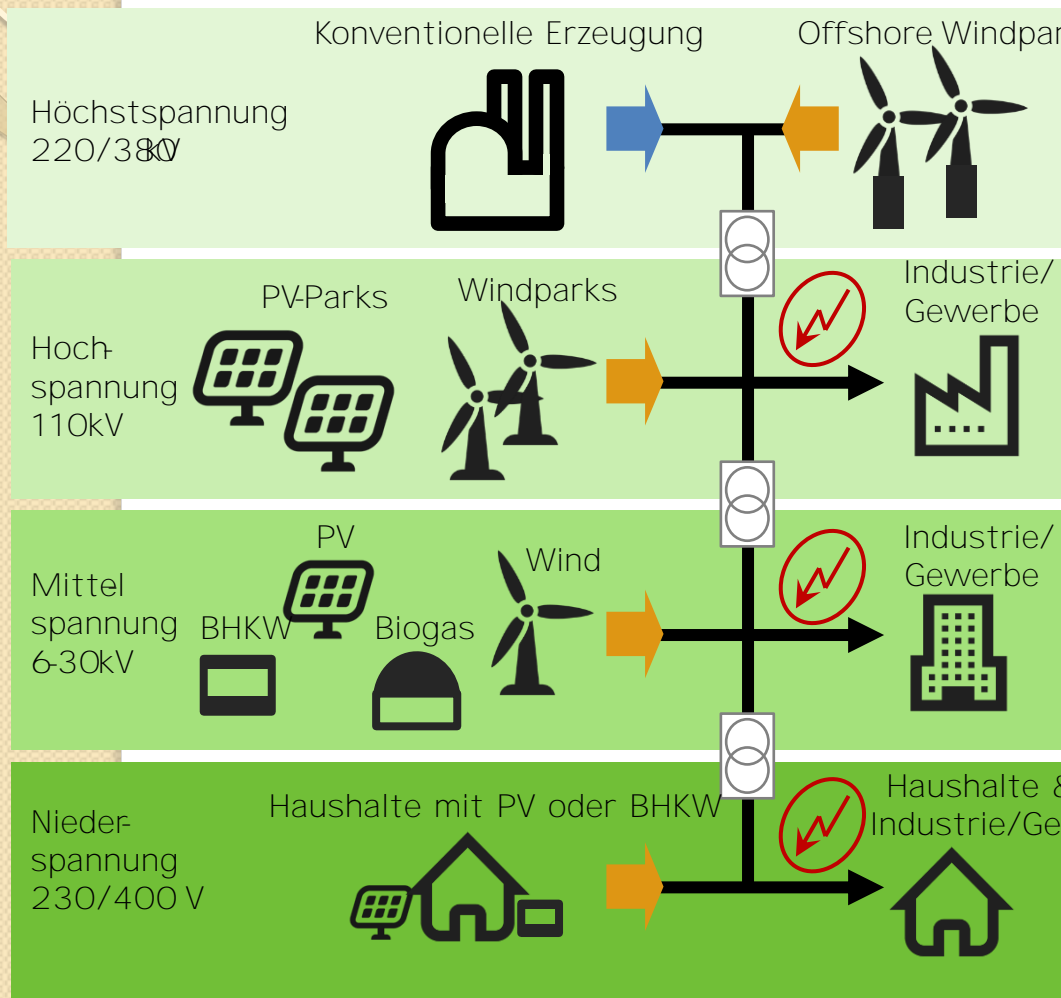 Konventionelle Erzeugung
Offshore Windpar
Höchstspannung
220/380kV
PV-Parks
Windparks
Industrie/
Gewerbe
Hoch-
spannung
110kV
PV
Wind
Industrie/
Gewerbe
Mittel
spannung
6-30kV
BHKW
Biogas
Haushalte mit PV oder BHKW
Haushalte &
Industrie/Ge
Nieder-
spannung
230/400 V